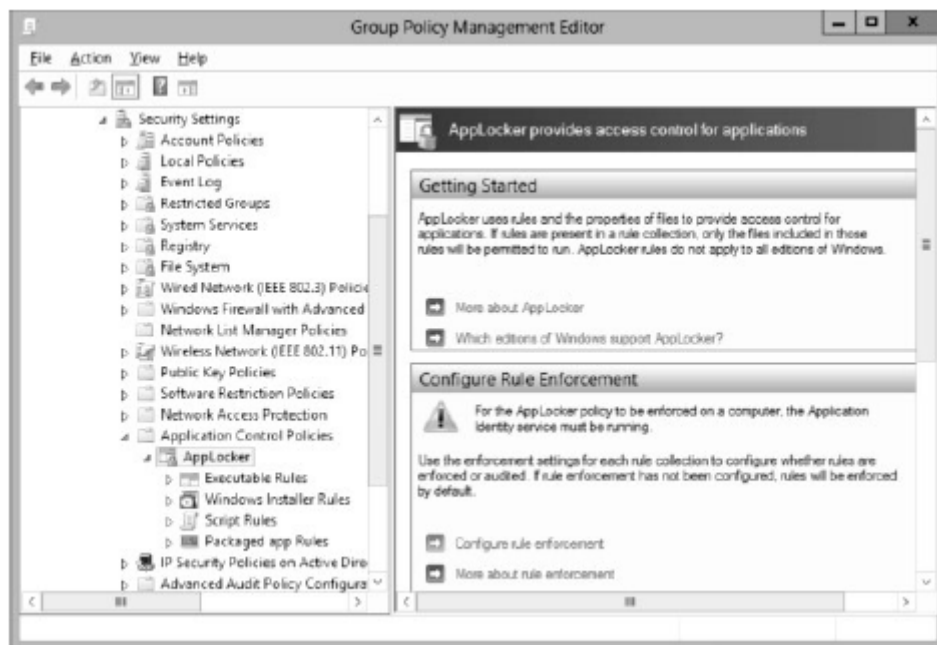 Group Policy Management Editor
File Action View Help
Security Settings
Account Policies
Local Policies
Event Log
Restricted Groups
System Services
Registry
File System
Wired Network (IEEE 802.3) Policie
Windows Firewall with Advanced
Network List Manager Policies
Wireless Network (IEEE 802.11) Po
Public Key Policies
Software Restriction Policies
Network Access Protection
Application Control Policies
AppLocker
Executable Rules
Windows Installer Rules
Script Rules
Packaged app Rules
IP Security Policies on Active Dire
Advanced Audit Policy Configura
AppLocker provides access control for applications
Getting Started
AppLocker uses rules and the properties of files to provide access control for
applications. If rules are present in a rule collection, only the files included in those
rules will be permitted to run. AppLocker rules do not apply to all editions of Windows.
More about AppLocker
Which editions of Windows support AppLocker?
Configure Rule Enforcement
For the AppLocker policy to be enforced on a computer, the Application
Identity service must be running.
Use the enforcement settings for each rule collection to configure whether rules are
enforced or audited. If rule enforcement has not been configured, rules will be enforced
by default.
Configure rule enforcement
More about rule enforcement